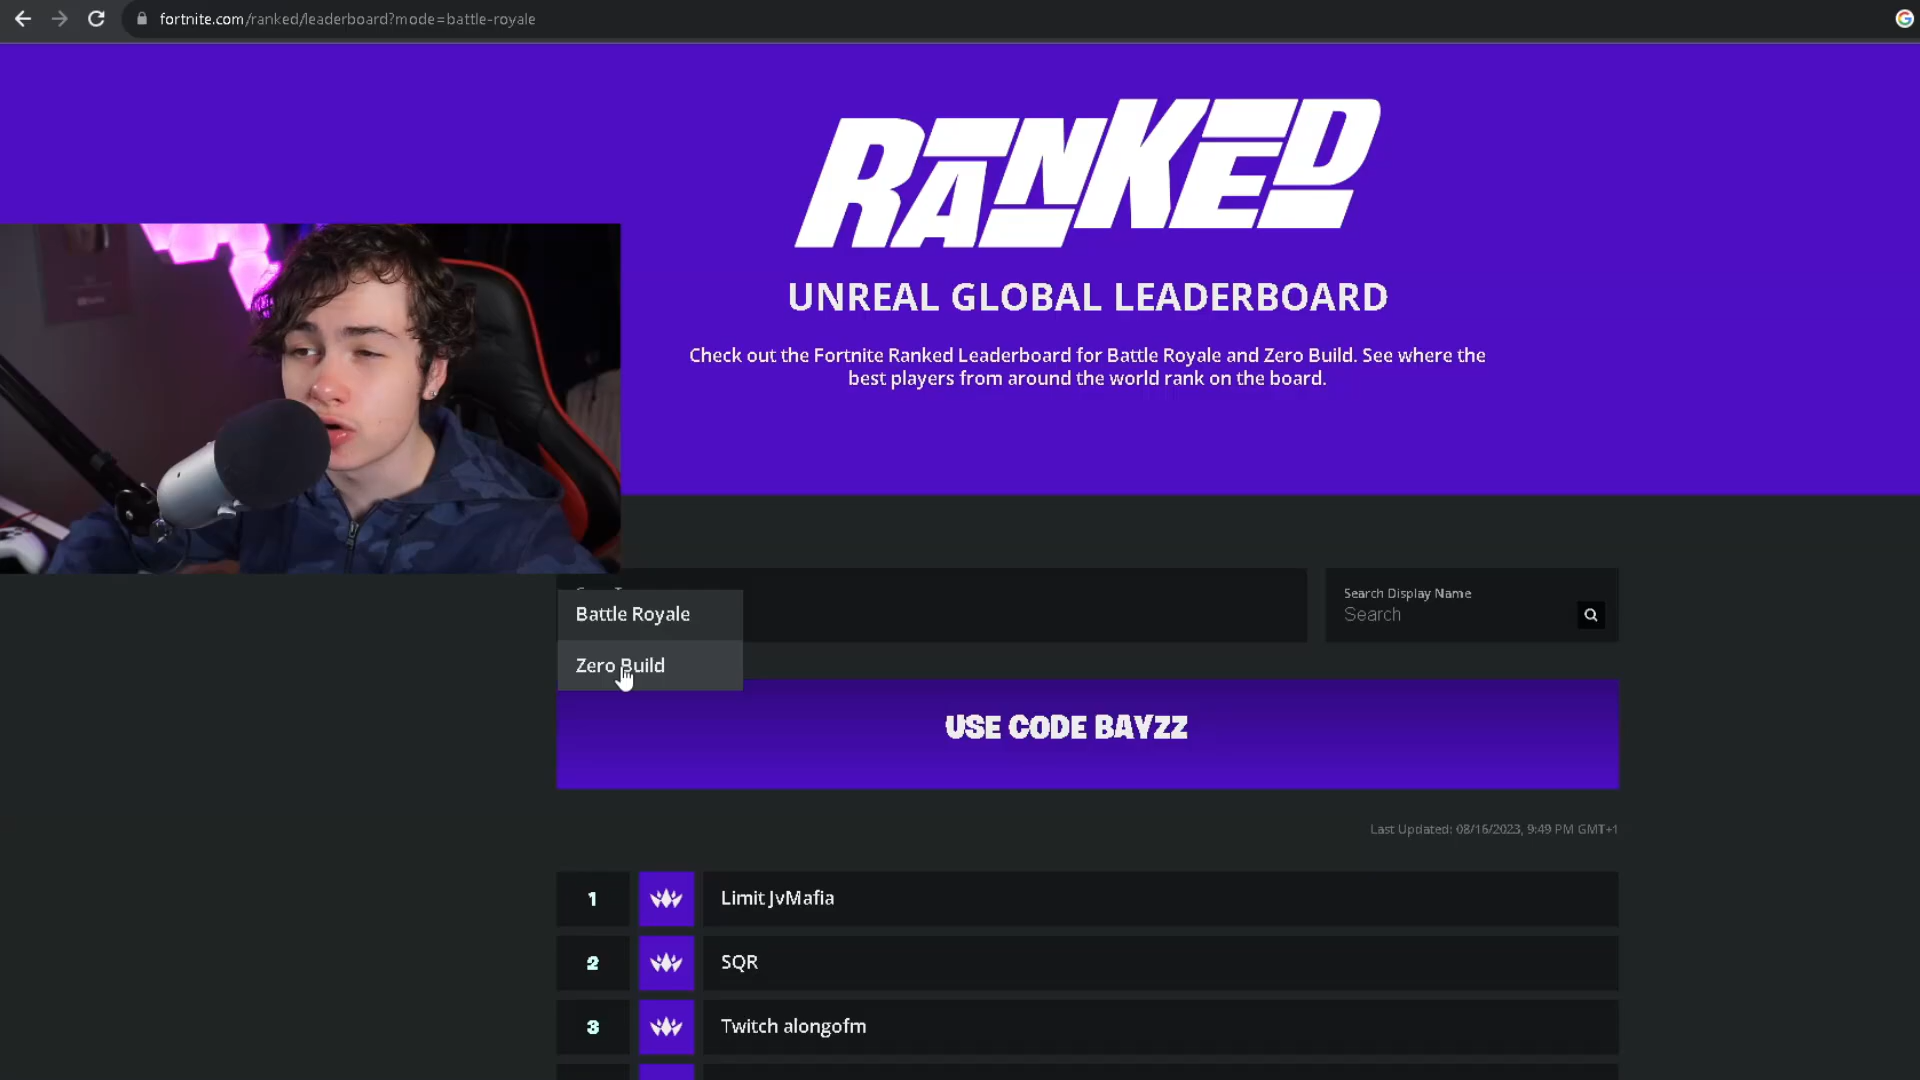 fortnite.com/ranked/leaderboard?mode=battle-royale
RANKED
UNREAL GLOBAL LEADERBOARD
Check out the Fortnite Ranked Leaderboard for Battle Royale and Zero Build. See where the
best players from around the world rank on the board.
Battle Royale
Zero Build
Search Display Name
Search
USE CODE BAYZZ
Last Updated: 08/16/2023, 9:49 PM GMT+1
1 Limit JvMafia
2 SQR
3 Twitch alongofm